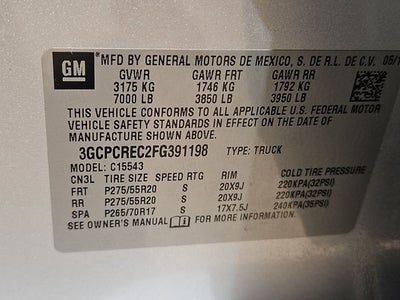 GM
*MFD BY GENERAL MOTORS DE MEXICO, S. DE R.L. DE C.V. 05/1
GVWR GAWR FRT GAWR RR
3175 KG 1746 KG 1792 KG
7000 LB 3850 LB 3950 LB
THIS VEHICLE CONFORMS TO ALL APPLICABLE U.S. FEDERAL MOTOR
VEHICLE SAFETY STANDARDS IN EFFECT ON THE DATE OF
MANUFACTURE SHOWN ABOVE.
3GCPCREC2FG391198 TYPE: TRUCK
MODEL: C15543
CN3L TIRE SIZE SPEED RTG RIM COLD TIRE PRESSURE
FRT P275/55R20 S 20X9J 220KPA(32PSI)
RR P275/55R20 S 20X9J 220KPA(32PSI)
SPA P265/70R17 S 17X7.5J 240KPA(35PSI)
SEE OWNER'S MANUAL FOR ADDITIONAL INFORMATION